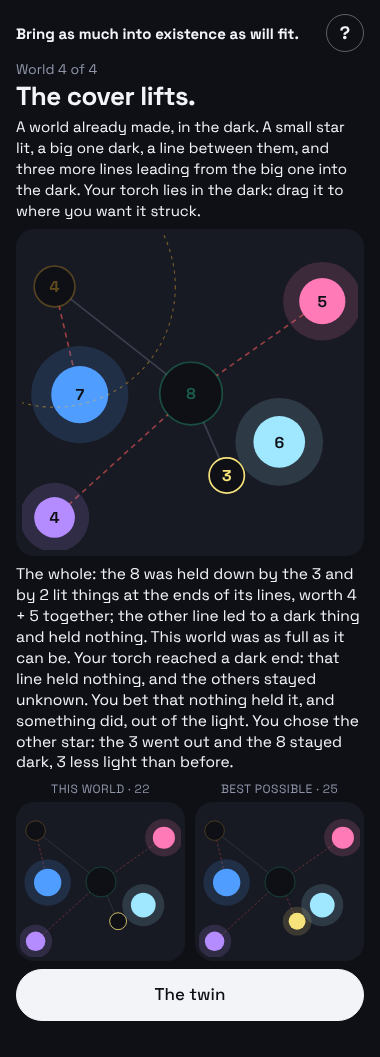 Bring as much into existence as will fit.
?
World 4 of 4
The cover lifts.
A world already made, in the dark. A small star
lit, a big one dark, a line between them, and
three more lines leading from the big one into
the dark. Your torch lies in the dark: drag it to
where you want it struck.
4
5
7
8
6
3
4
The whole: the 8 was held down by the 3 and
by 2 lit things at the ends of its lines, worth 4
+ 5 together; the other line led to a dark thing
and held nothing. This world was as full as it
can be. Your torch reached a dark end: that
line held nothing, and the others stayed
unknown. You bet that nothing held it, and
something did, out of the light. You chose the
other star: the 3 went out and the 8 stayed
dark, 3 less light than before.
THIS WORLD · 22
BEST POSSIBLE · 25
The twin